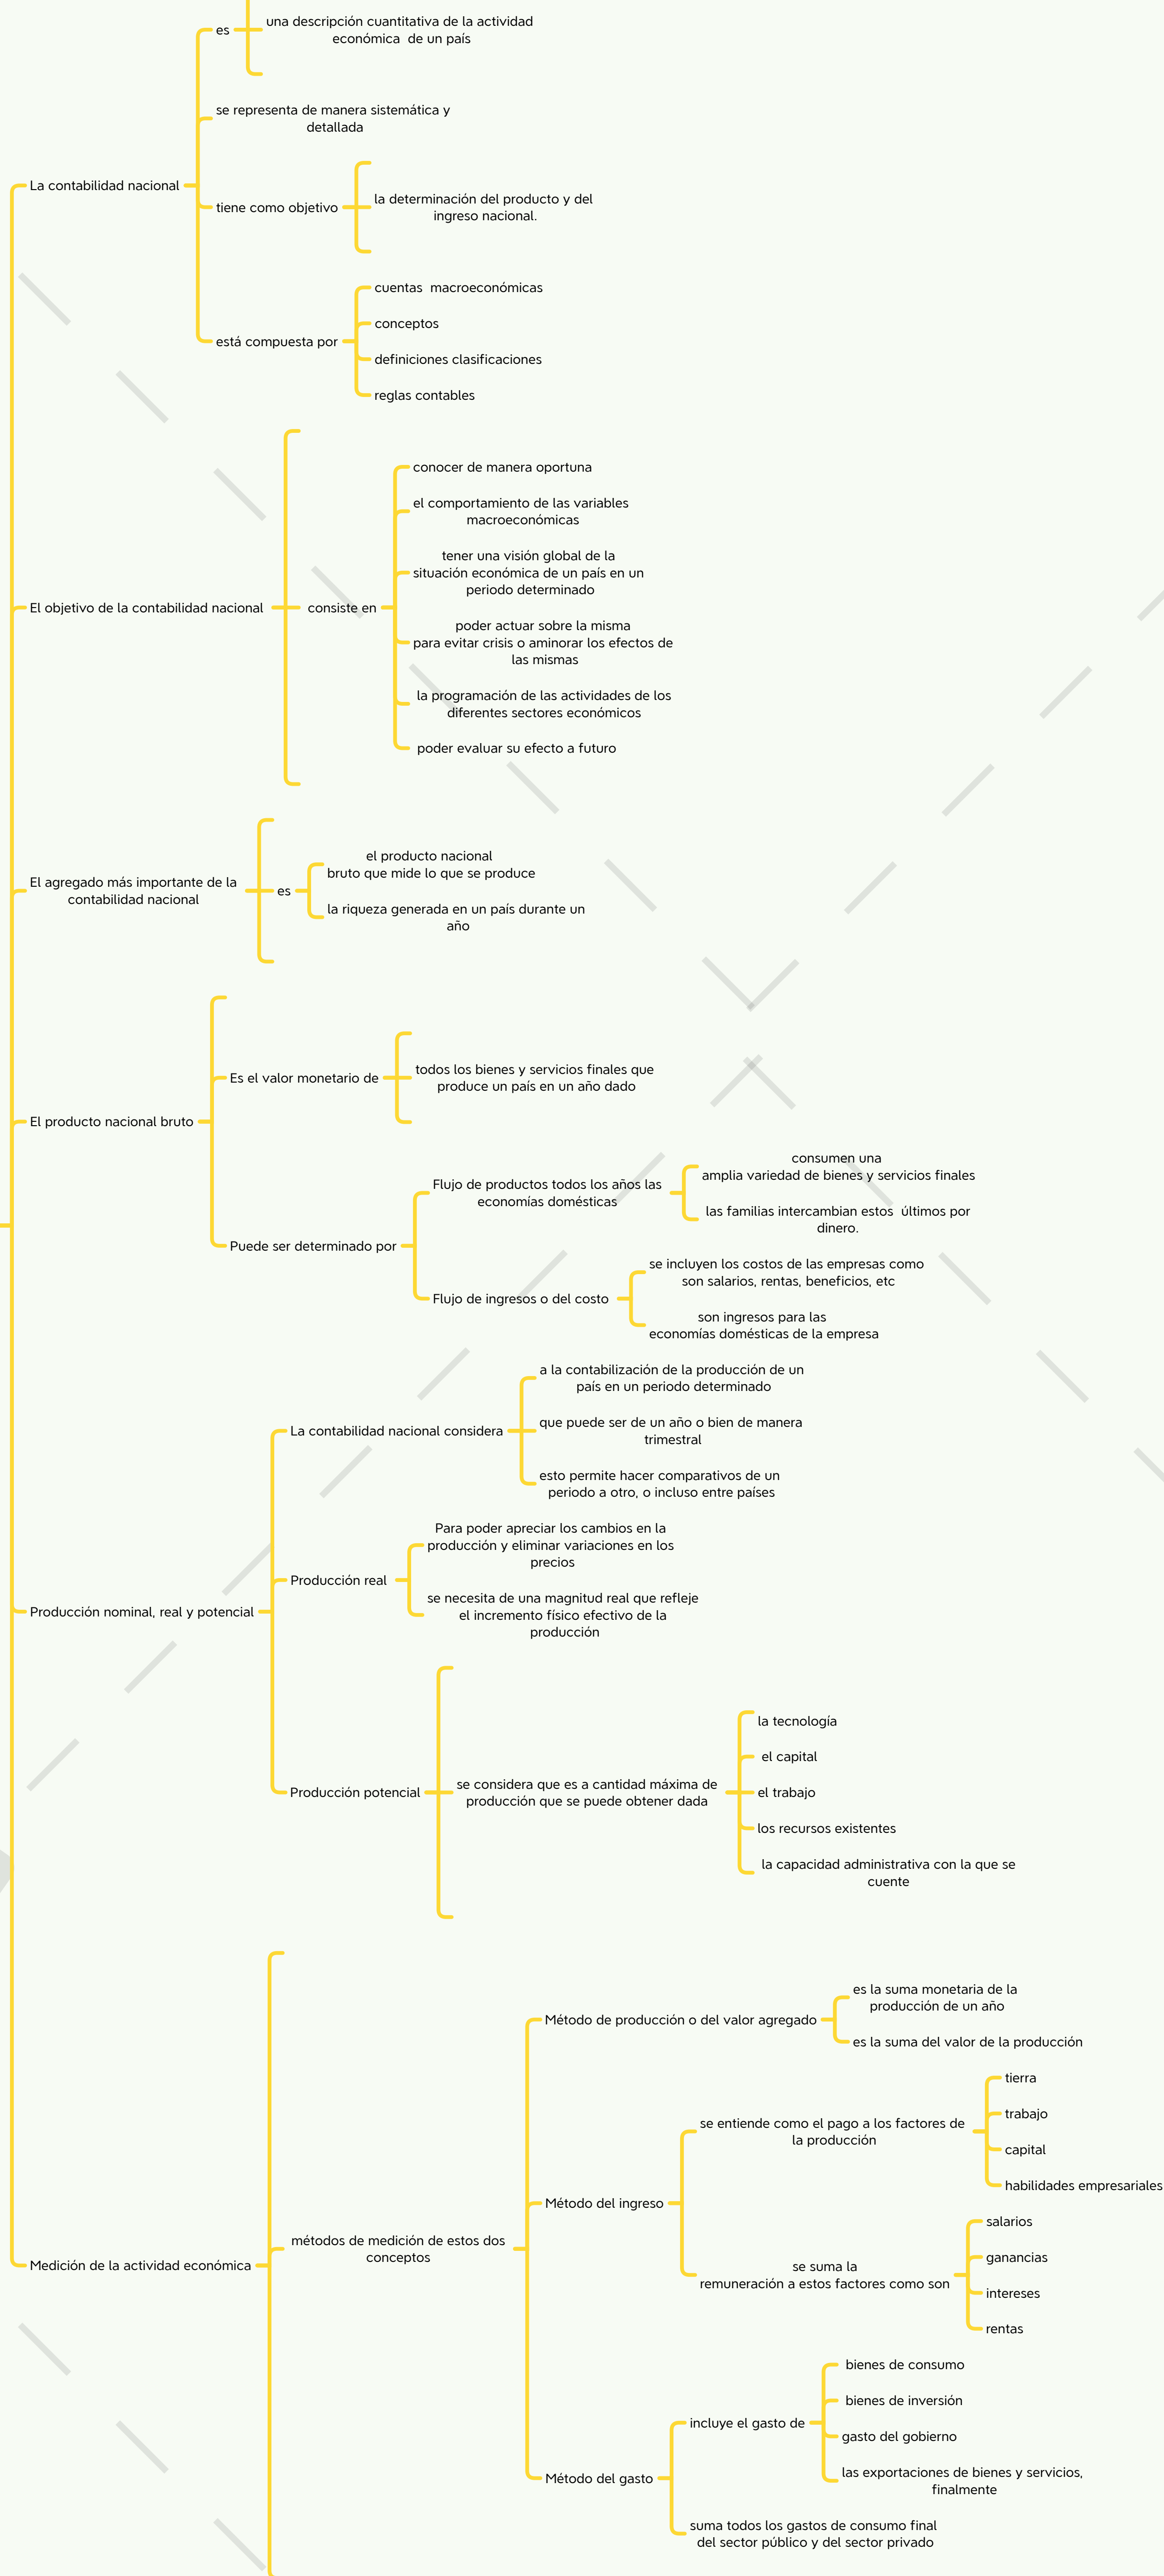 es
una descripción cuantitativa de la actividad
económica de un país
se representa de manera sistemática y
detallada
La contabilidad nacional
tiene como objetivo
la determinación del producto y del
ingreso nacional.
está compuesta por
cuentas macroeconómicas
conceptos
definiciones clasificaciones
reglas contables
El objetivo de la contabilidad nacional
consiste en
conocer de manera oportuna
el comportamiento de las variables
macroeconómicas
tener una visión global de la
situación económica de un país en un
periodo determinado
poder actuar sobre la misma
para evitar crisis o aminorar los efectos de
las mismas
la programación de las actividades de los
diferentes sectores económicos
poder evaluar su efecto a futuro
El agregado más importante de la
contabilidad nacional
es
el producto nacional
bruto que mide lo que se produce
la riqueza generada en un país durante un
año
El producto nacional bruto
Es el valor monetario de
todos los bienes y servicios finales que
produce un país en un año dado
Puede ser determinado por
Flujo de productos todos los años las
economías domésticas
consumen una
amplia variedad de bienes y servicios finales
las familias intercambian estos últimos por
dinero.
Flujo de ingresos o del costo
se incluyen los costos de las empresas como
son salarios, rentas, beneficios, etc
son ingresos para las
economías domésticas de la empresa
Producción nominal, real y potencial
La contabilidad nacional considera
a la contabilización de la producción de un
país en un periodo determinado
que puede ser de un año o bien de manera
trimestral
esto permite hacer comparativos de un
periodo a otro, o incluso entre países
Producción real
Para poder apreciar los cambios en la
producción y eliminar variaciones en los
precios
se necesita de una magnitud real que refleje
el incremento físico efectivo de la
producción
Producción potencial
se considera que es a cantidad máxima de
producción que se puede obtener dada
la tecnología
el capital
el trabajo
los recursos existentes
la capacidad administrativa con la que se
cuente
Medición de la actividad económica
métodos de medición de estos dos
conceptos
Método de producción o del valor agregado
es la suma monetaria de la
producción de un año
es la suma del valor de la producción
Método del ingreso
se entiende como el pago a los factores de
la producción
tierra
trabajo
capital
habilidades empresariales
se suma la
remuneración a estos factores como son
salarios
ganancias
intereses
rentas
Método del gasto
incluye el gasto de
bienes de consumo
bienes de inversión
gasto del gobierno
las exportaciones de bienes y servicios,
finalmente
suma todos los gastos de consumo final
del sector público y del sector privado